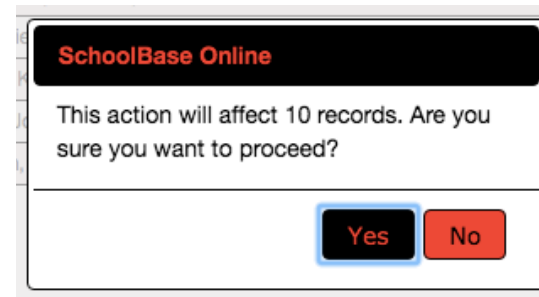 SchoolBase Online
This action will affect 10 records. Are you
sure you want to proceed?
Yes No